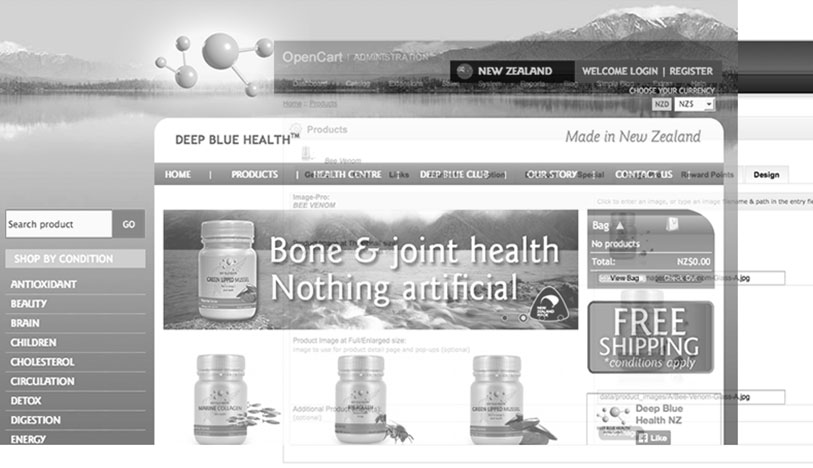 OpenCart | ADMINISTRATION
NEW ZEALAND
WELCOME LOGIN | REGISTER
CHOOSE YOUR CURRENCY
Home :: Products
NZD
NZ$
Products
DEEP BLUE HEALTH™
Made in New Zealand
Bee Venom
HOME | PRODUCTS | HEALTH CENTRE | DEEP BLUE CLUB | OUR STORY | CONTACT US
Links
Special
Reward Points
Design
Image-Pro:
BEE VENOM
Click to enter an image, or type an image filename & path in the entry
Search product
GO
Bag
No products
Total: NZ$0.00
View Bag
Check Out
Bone & joint health
Nothing artificial
SHOP BY CONDITION
ANTIOXIDANT
BEAUTY
BRAIN
CHILDREN
CHOLESTEROL
CIRCULATION
DETOX
DIGESTION
ENERGY
GREEN LIPPED MUSSEL
FREE
SHIPPING
*conditions apply
Product Image at Full/Enlarged size:
Image to use for product detail page and pop-ups (optional)
IMMUNE COLLAGEN
GREEN LIPPED MUSSEL
Additional Product
(optional)
data/product_images/A/Bee-Venom-Glass-A.jpg
Deep Blue
Health NZ
Like